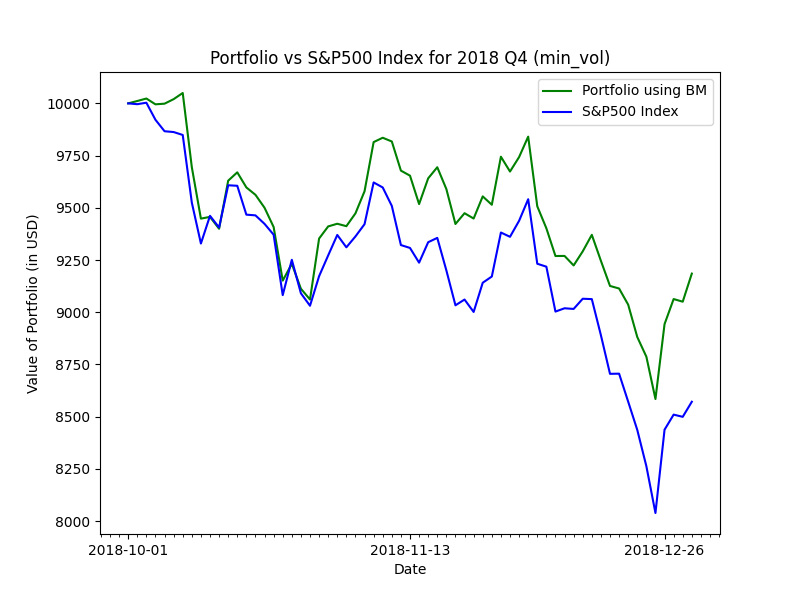 Portfolio vs S&P500 Index for 2018 Q4 (min_vol)
Portfolio using BM
S&P500 Index
Value of Portfolio (in USD)
10000
9750
9500
9250
9000
8750
8500
8250
8000
2018-10-01
2018-11-13
2018-12-26
Date